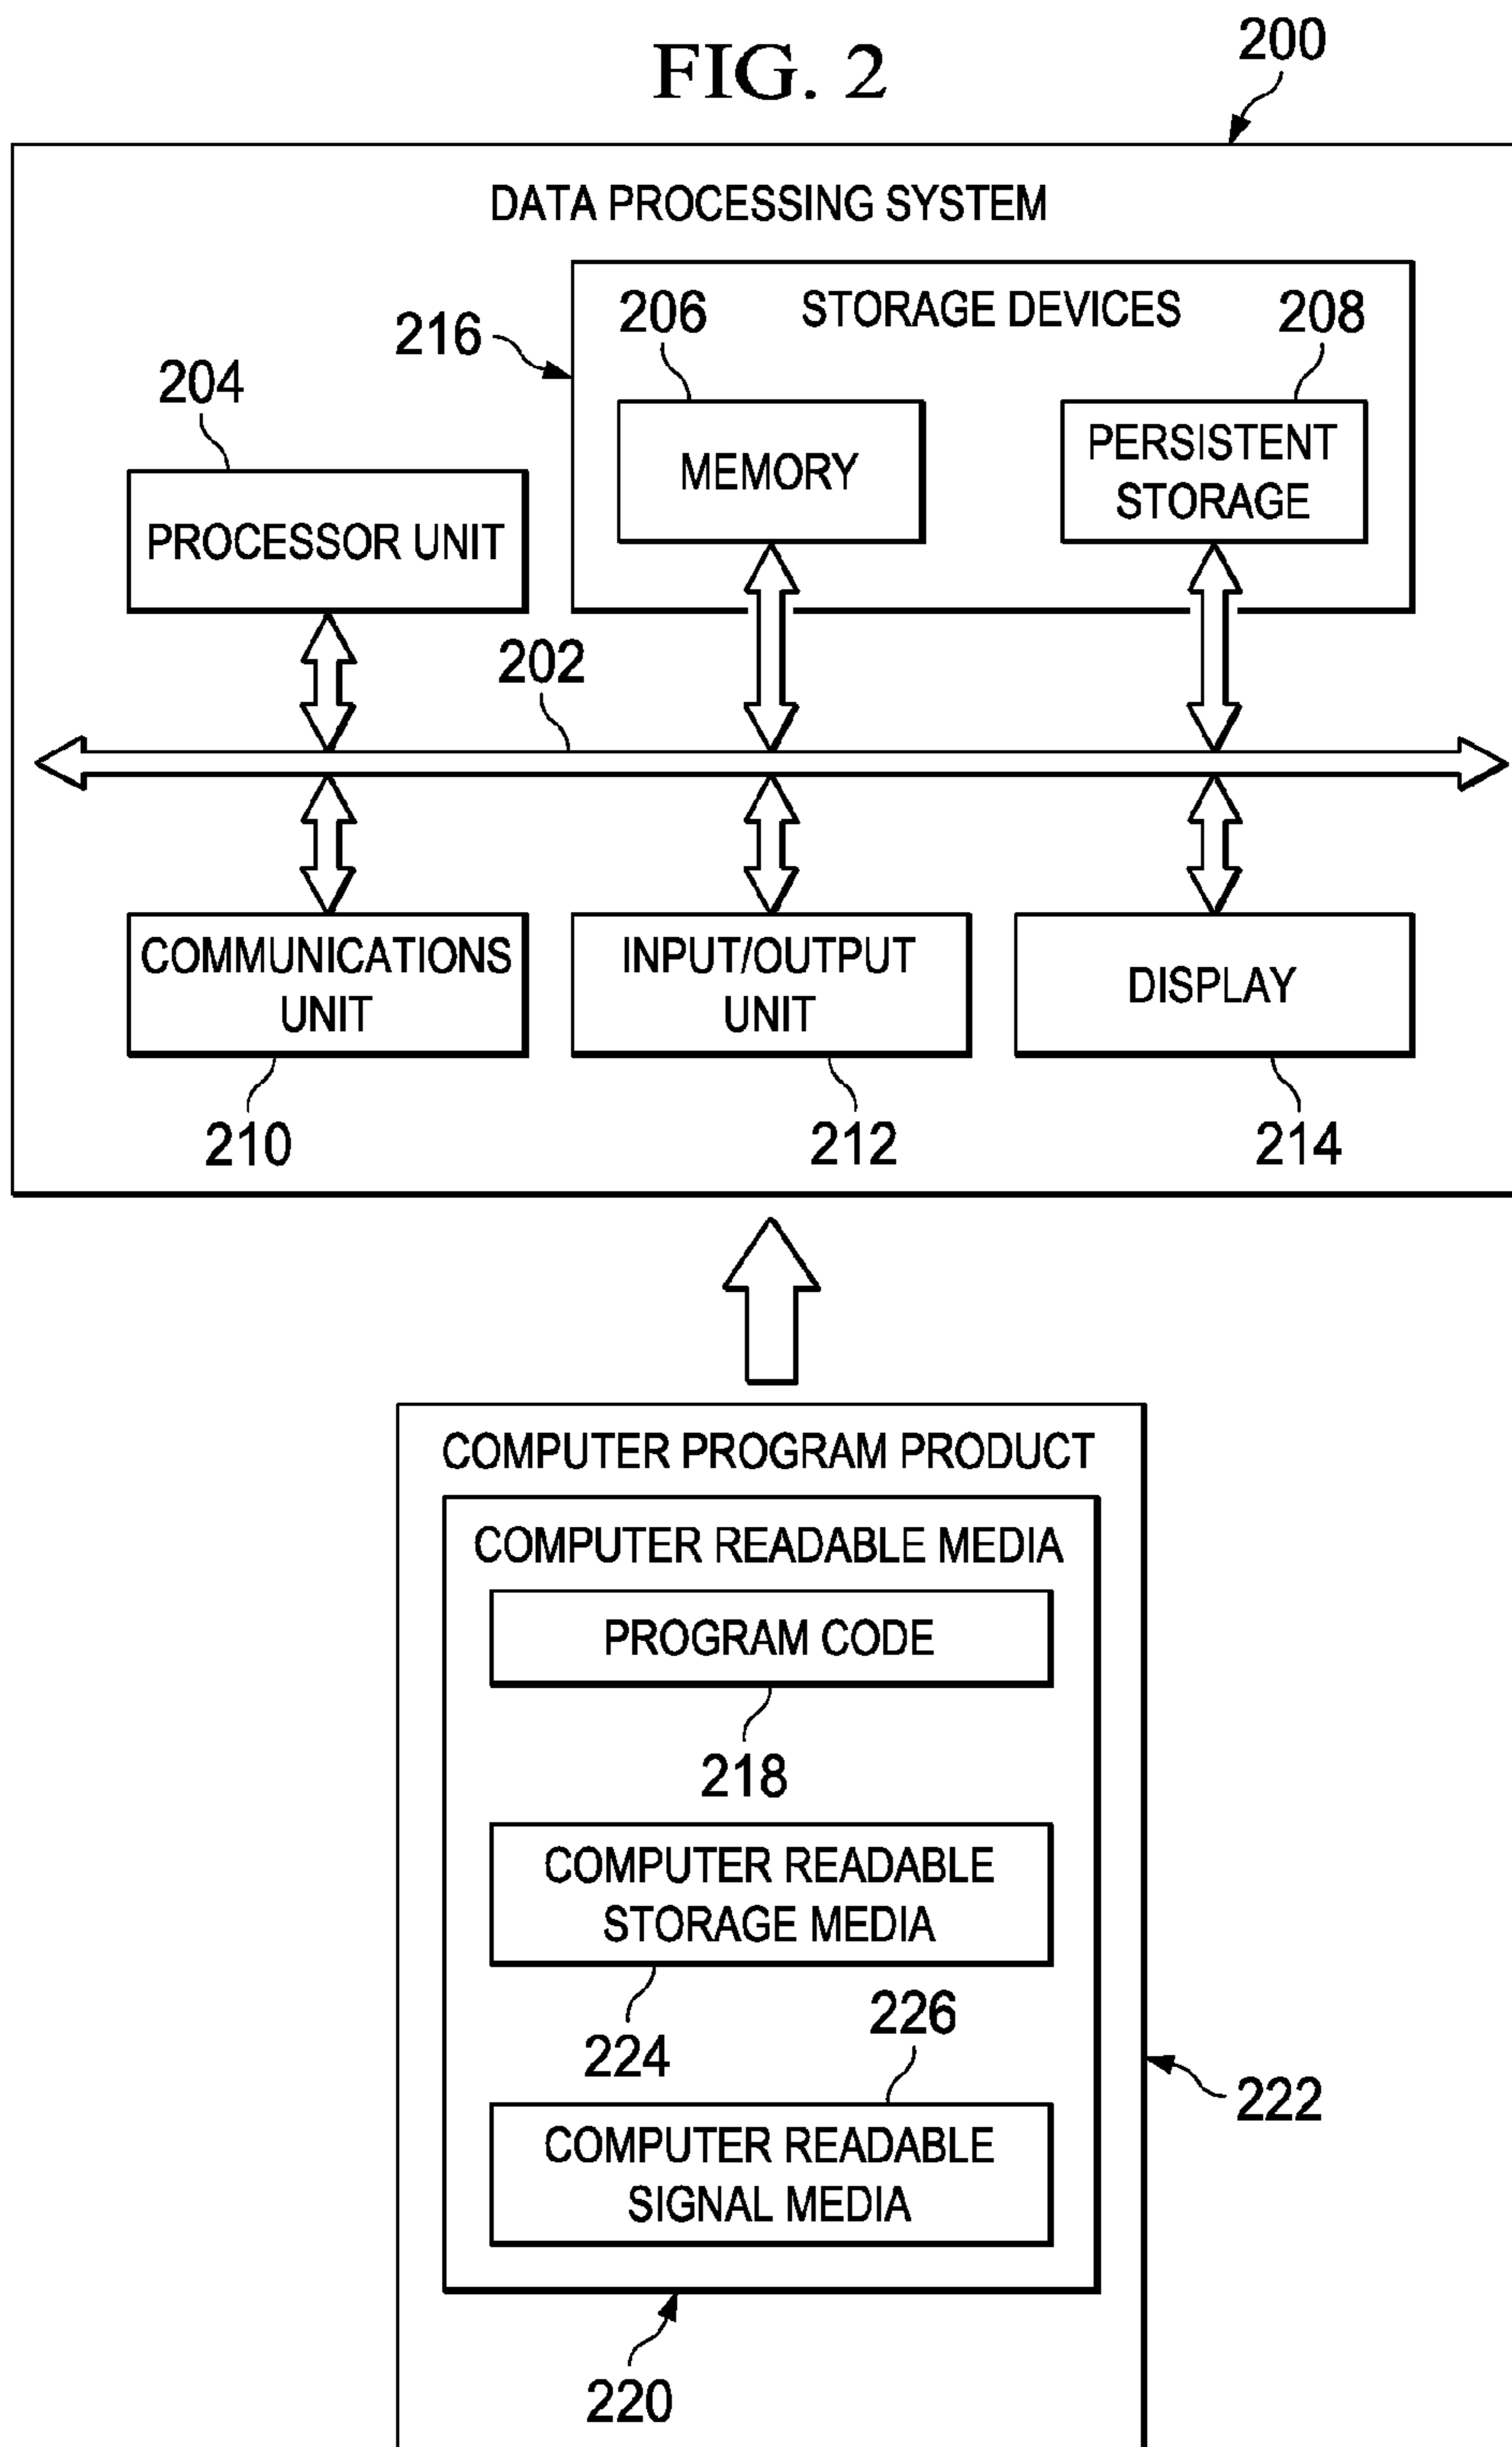 FIG. 2
200
DATA PROCESSING SYSTEM
216
206
STORAGE DEVICES
208
204
MEMORY
PERSISTENT
STORAGE
PROCESSOR UNIT
202
COMMUNICATIONS
UNIT
INPUT/OUTPUT
UNIT
DISPLAY
210
212
214
COMPUTER PROGRAM PRODUCT
COMPUTER READABLE MEDIA
PROGRAM CODE
218
COMPUTER READABLE
STORAGE MEDIA
224
226
222
COMPUTER READABLE
SIGNAL MEDIA
220